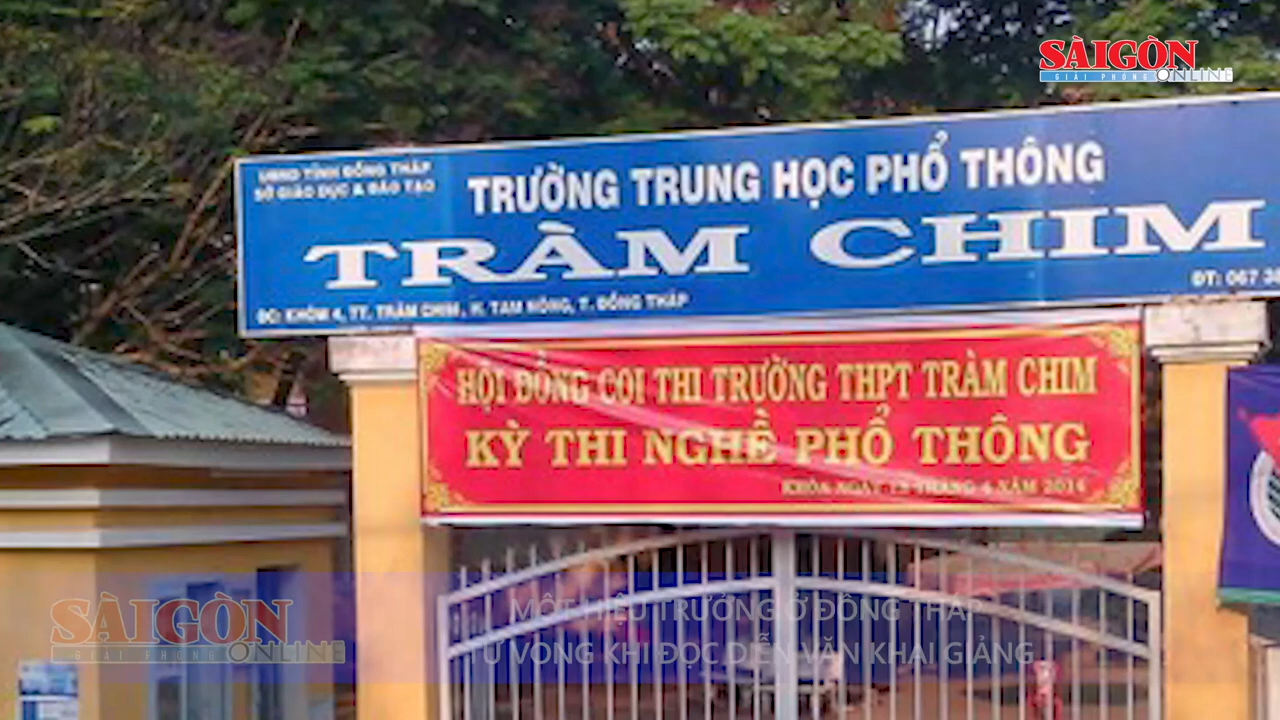 SÀIGÒN
GIẢI PHÓNG ONLINE
UBND TỈNH ĐỒNG THÁP
SỞ GIÁO DỤC & ĐÀO TẠO
TRƯỜNG TRUNG HỌC PHỔ THÔNG
TRÀM CHIM
ĐC: KHÓM 4, TT. TRÀM CHIM, H. TAM NÔNG, T. ĐỒNG THÁP
ĐT: 067 3
HỘI ĐỒNG COI THI TRƯỜNG THPT TRÀM CHIM
KỲ THI NGHỀ PHỔ THÔNG
KHÓA NGÀY THÁNG 4 NĂM 2014
MỘT HIỆU TRƯỞNG Ở ĐỒNG THÁP
TỬ VONG KHI ĐỌC DIỄN VĂN KHAI GIẢNG
SÀIGÒN
GIẢI PHÓNG ONLINE